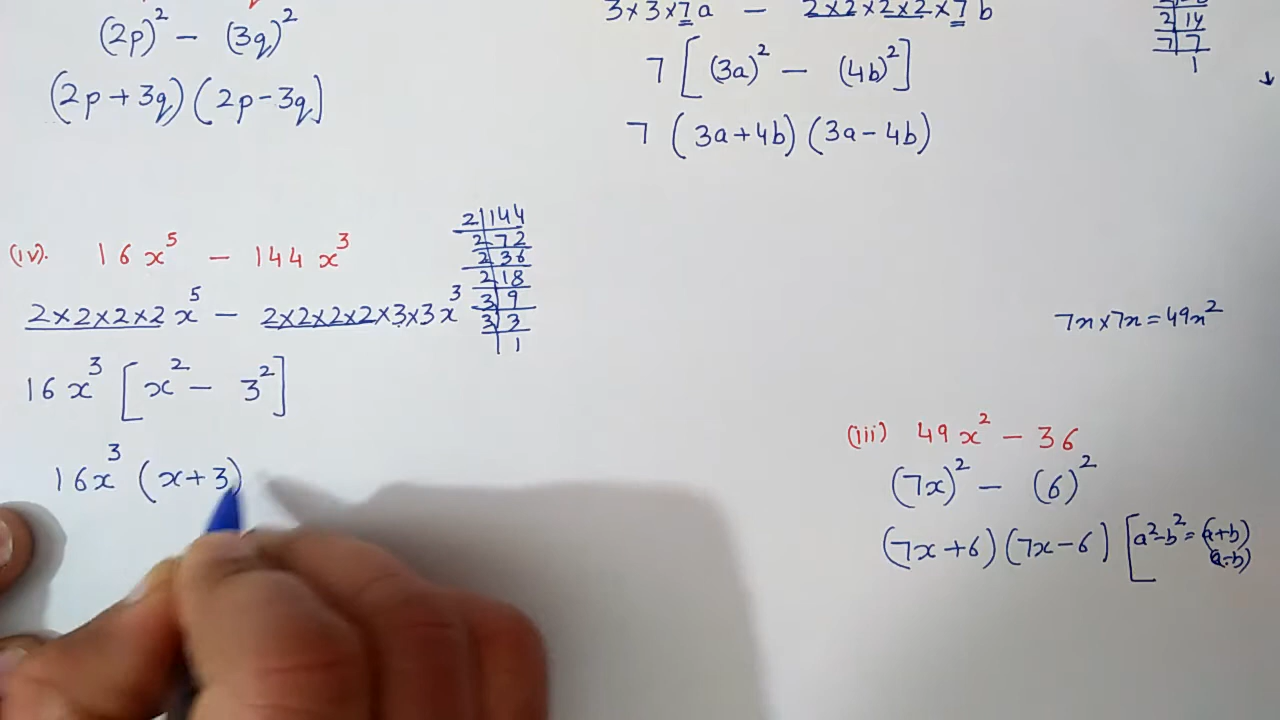 (2p)² − (3q)²
(2p+3q)(2p−3q]
3×3×7a − 2×2×2×2×7b
7[(3a)² − (4b)²]
7(3a+4b)(3a−4b)
2|14
7|7
1
↓
(iv). 16x⁵ − 144x³
2×2×2×2x⁵ − 2×2×2×2×3×3x³
16x³[x² − 3²]
16x³(x+3)
2|144
2|72
2|36
2|18
3|9
3|3
|1
7x×7x=49x²
(iii) 49x² − 36
(7x)² − (6)²
(7x+6)(7x−6) [a²−b²=(a+b)
(a−b)